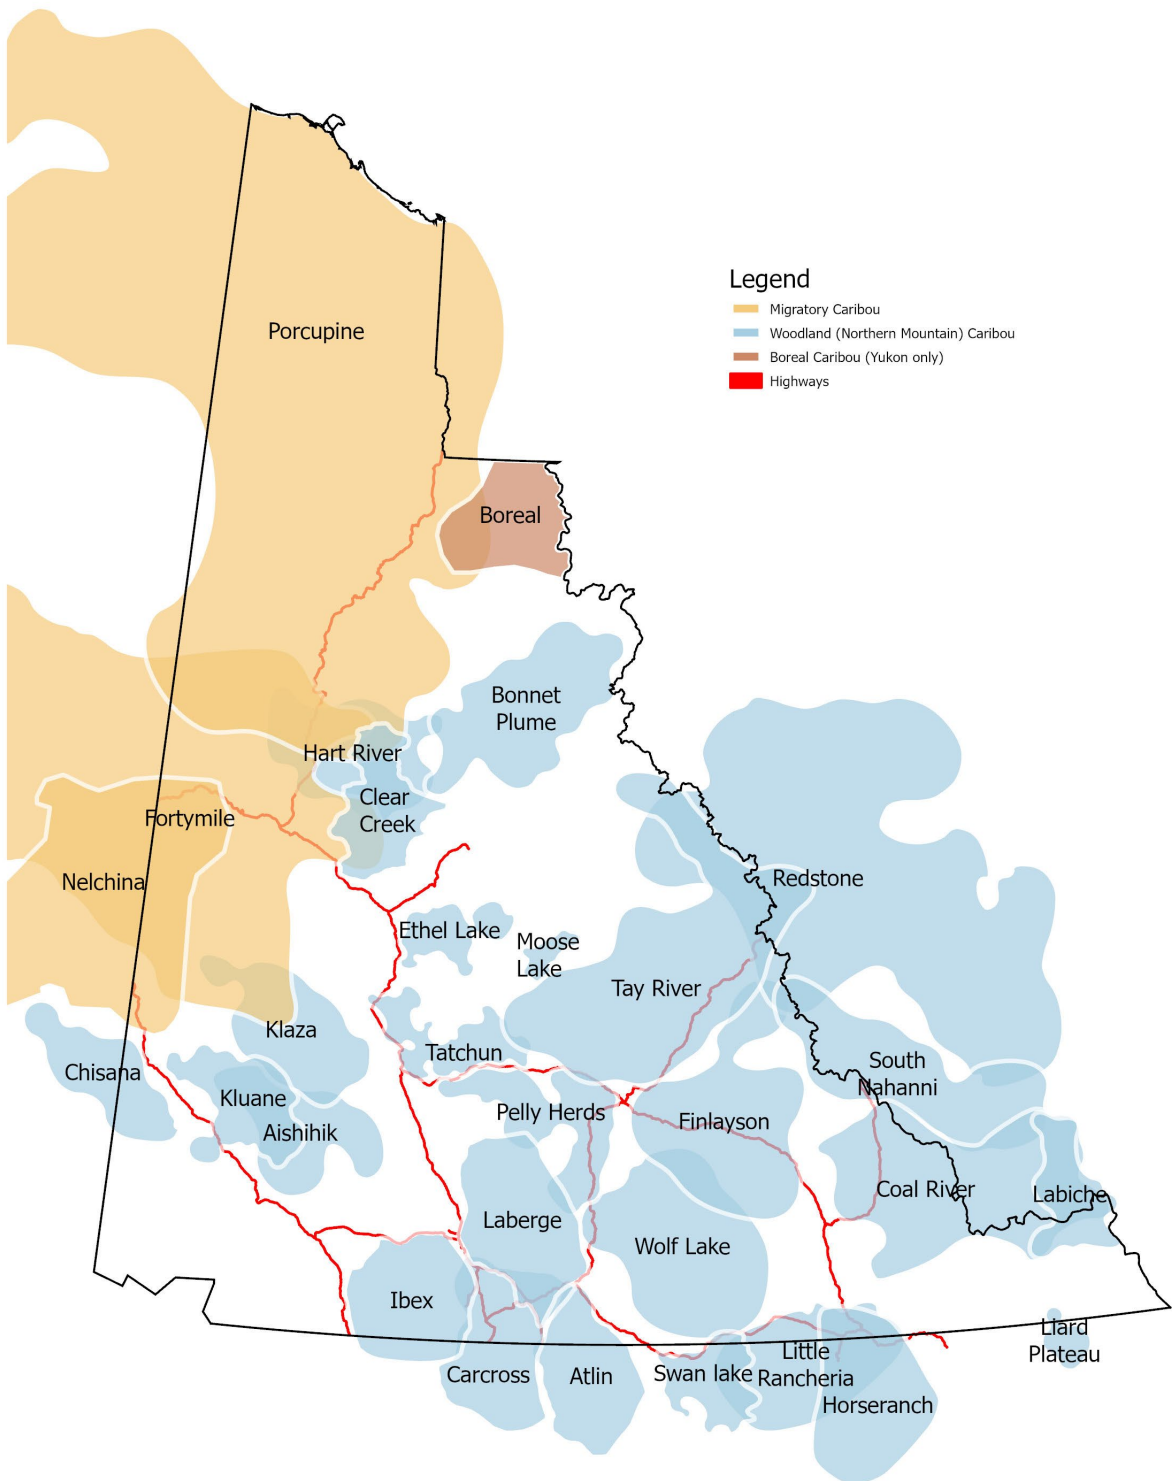 Legend
Migratory Caribou
Woodland (Northern Mountain) Caribou
Boreal Caribou (Yukon only)
Highways
Porcupine
Boreal
Bonnet
Plume
Hart River
Clear
Creek
Fortymile
Nelchina
Redstone
Ethel Lake
Moose
Lake
Tay River
Klaza
Tatchun
Chisana
South
Nahanni
Kluane
Pelly Herds
Finlayson
Aishihik
Coal River
Labiche
Laberge
Wolf Lake
Ibex
Liard
Plateau
Carcross
Atlin
Swan lake
Little
Rancheria
Horseranch